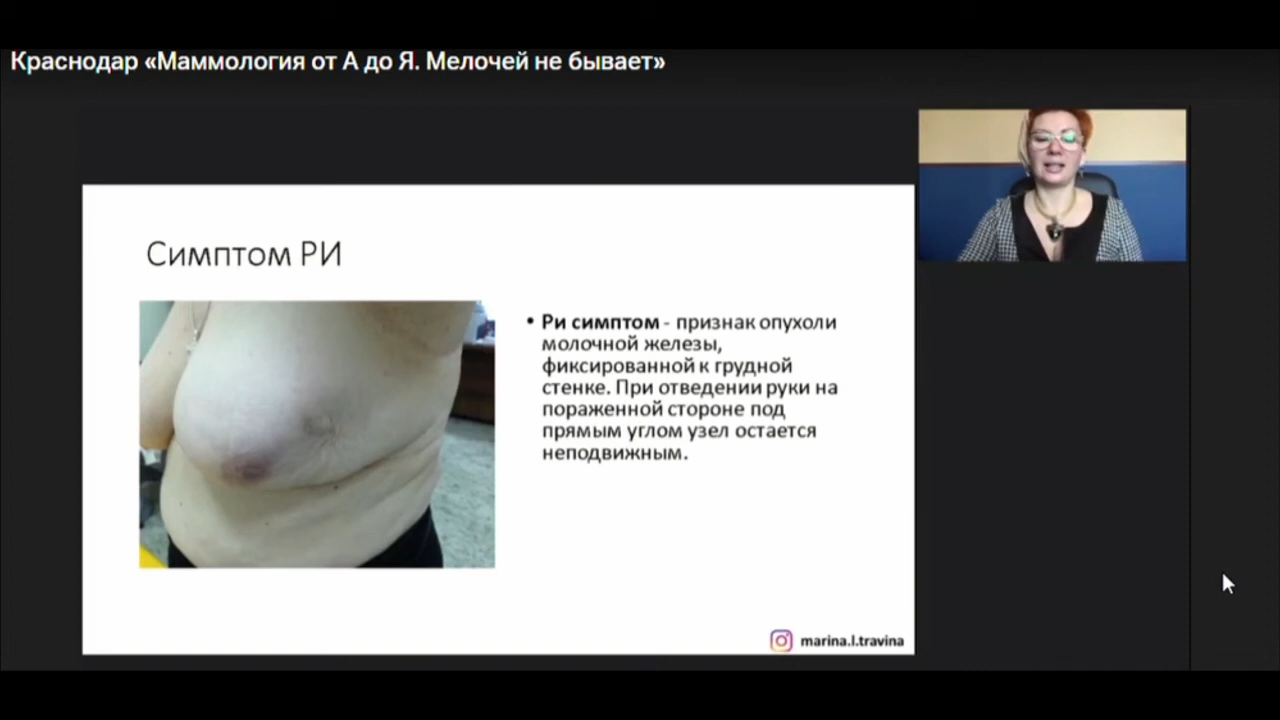 Краснодар «Маммология от А до Я. Мелочей не бывает»
Симптом РИ
• Ри симптом - признак опухоли
молочной железы,
фиксированной к грудной
стенке. При отведении руки на
пораженной стороне под
прямым углом узел остается
неподвижным.
marina.l.travina